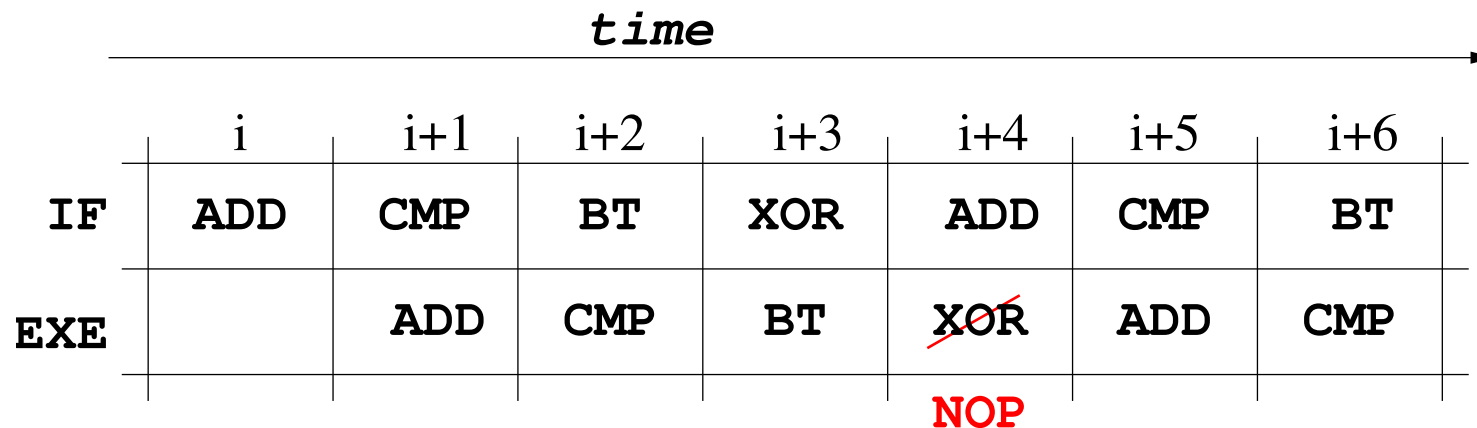 time
i i+1 i+2 i+3 i+4 i+5 i+6
IF ADD CMP BT XOR ADD CMP BT
EXE ADD CMP BT XOR ADD CMP
NOP